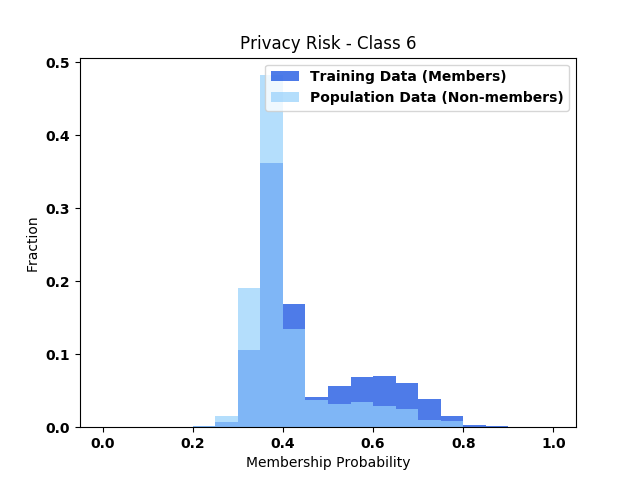 Privacy Risk - Class 6
Training Data (Members)
Population Data (Non-members)
Fraction
0.5
0.4
0.3
0.2
0.1
0.0
0.0 0.2 0.4 0.6 0.8 1.0
Membership Probability